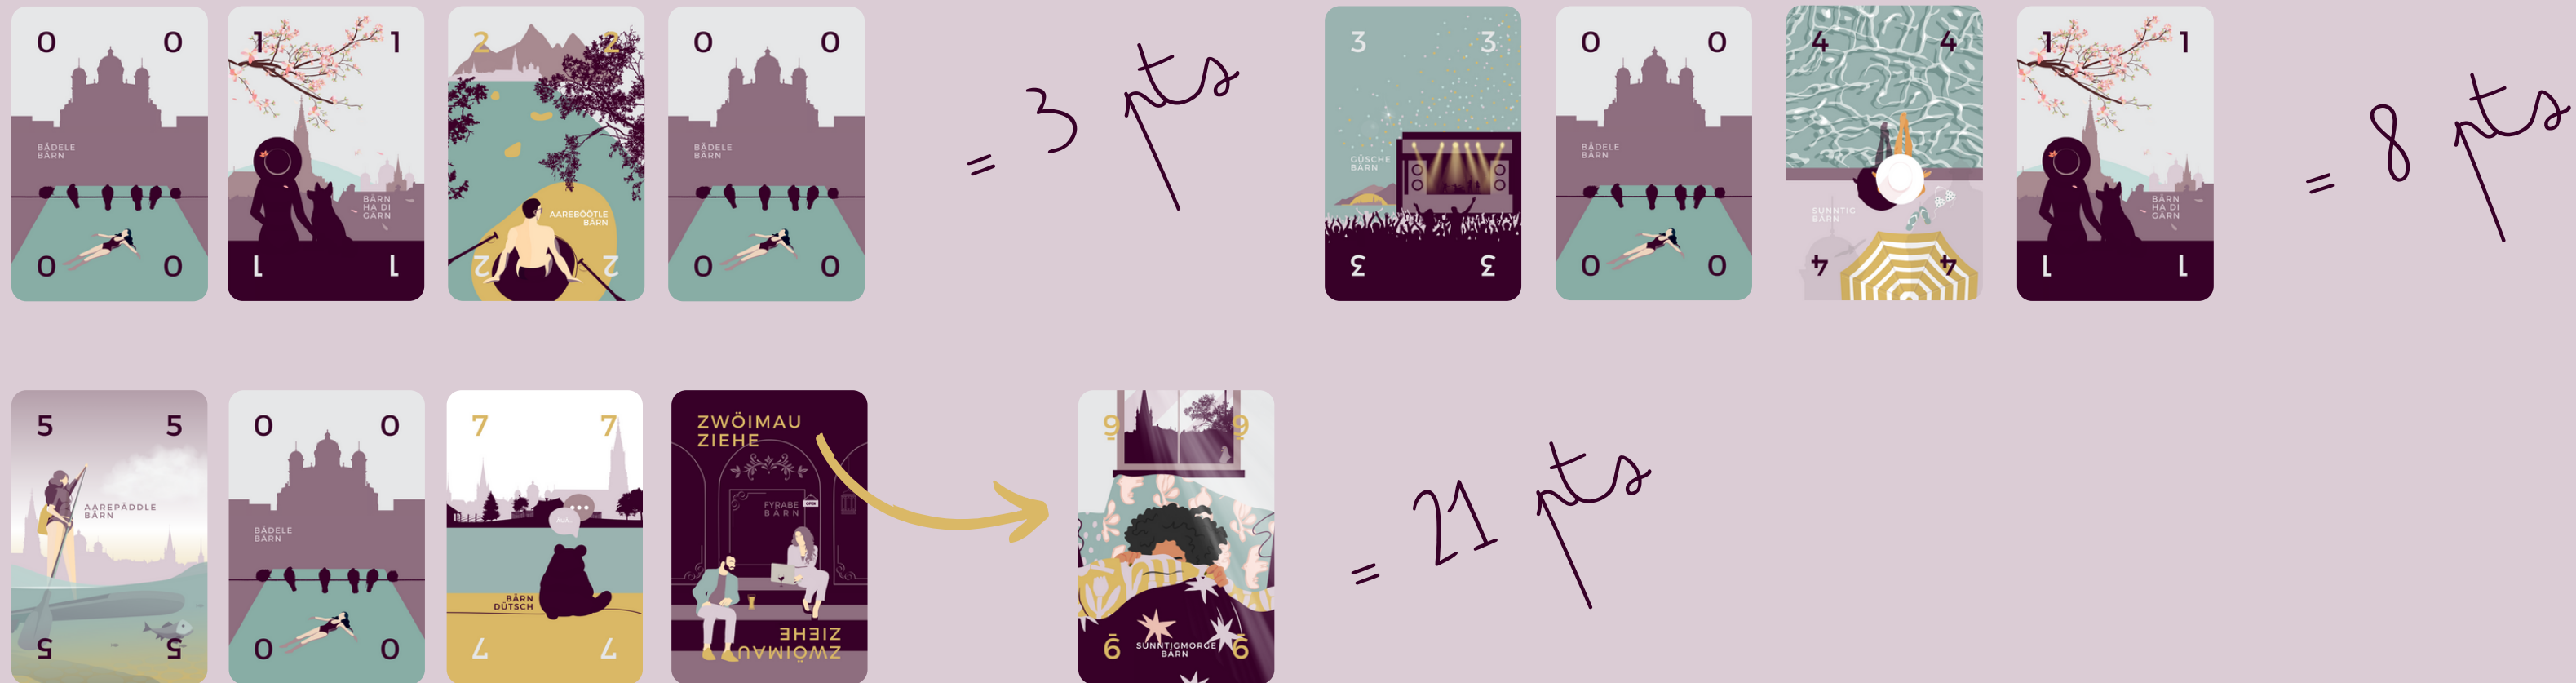 0 0
BÄDELE
BÄRN
0 0
1 1
BÄRN
HA DI
GÄRN
1 1
2 2
AAREBÖÖTLE
BÄRN
2 2
0 0
BÄDELE
BÄRN
0 0
= 3 pts
3 3
GÜSCHE
BÄRN
3 3
0 0
BÄDELE
BÄRN
0 0
4 4
SUNNTIG
BÄRN
4 4
1 1
BÄRN
HA DI
GÄRN
1 1
= 8 pts
5 5
AAREPÄDDLE
BÄRN
5 5
0 0
BÄDELE
BÄRN
0 0
7 7
BÄRN
DÜTSCH
7 7
ZWÖIMAU
ZIEHE
FYRABE
BÄRN
OPEN
ZWÖIMAU
ZIEHE
9 9
SUNNTIGMORGE
BÄRN
9 9
= 21 pts